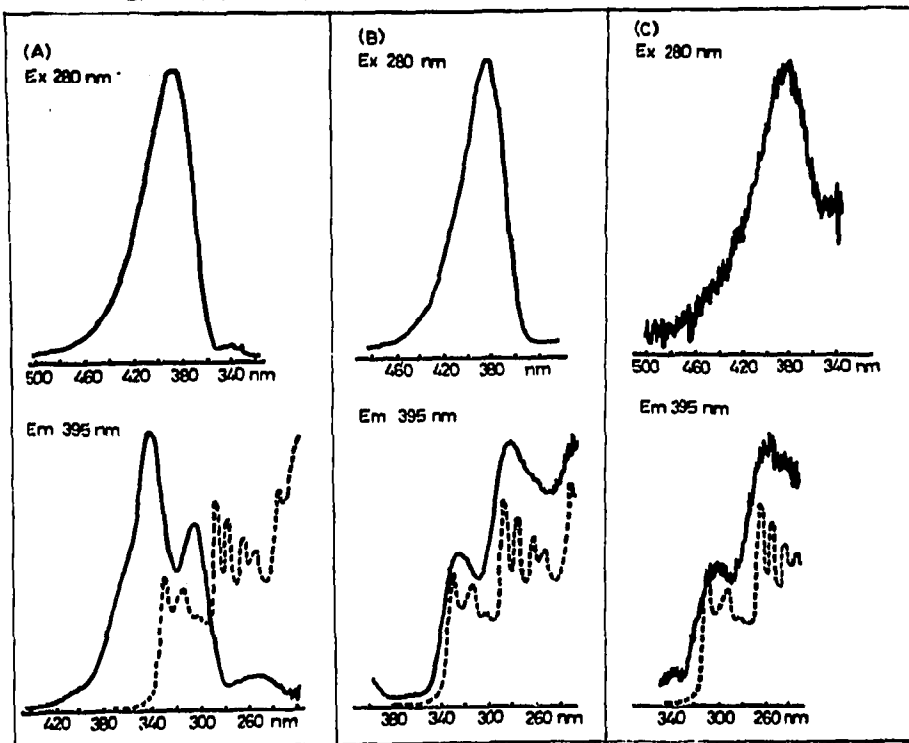 (A)
Ex 280 nm
500 460 420 380 340 nm
Em 395 nm
420 380 340 300 260 nm
(B)
Ex 280 nm
460 420 380 nm
Em 395 nm
380 340 300 260 nm
(C)
Ex 280 nm
500 460 420 380 340 nm
Em 395 nm
340 300 260 nm